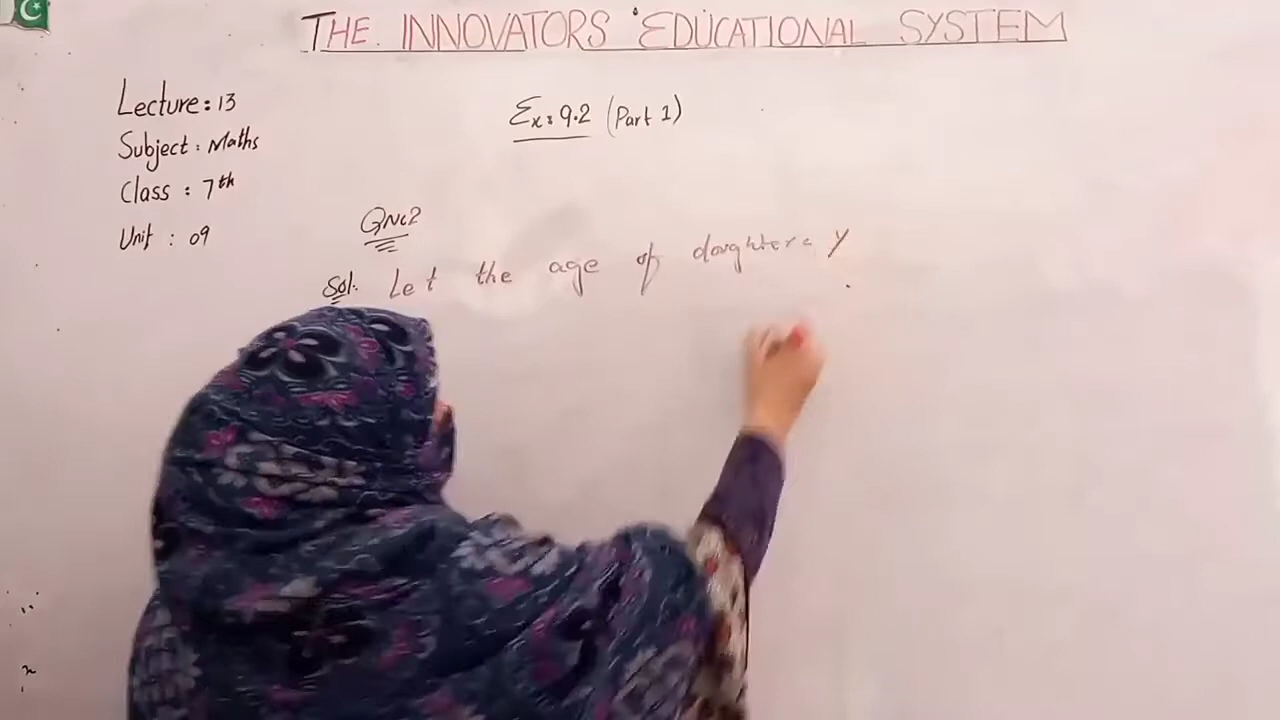 THE INNOVATORS EDUCATIONAL SYSTEM
Lecture: 13
Subject: Maths
Class : 7th
Unit : 09
Ex: 9.2 (Part 1)
QNo2
Sol: Let the age of daughter = y
x